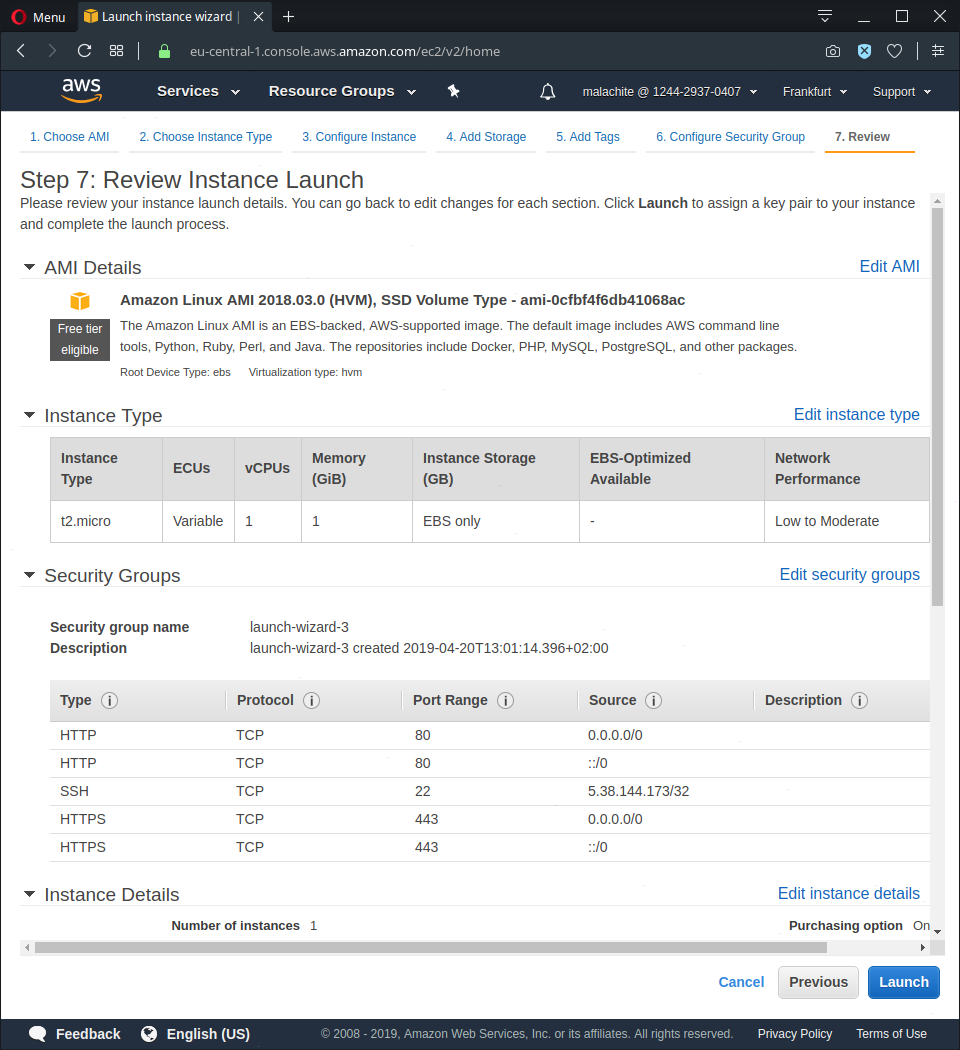 Menu
Launch instance wizard |
eu-central-1.console.aws.amazon.com/ec2/v2/home
aws Services Resource Groups malachite @ 1244-2937-0407 Frankfurt Support
1. Choose AMI 2. Choose Instance Type 3. Configure Instance 4. Add Storage 5. Add Tags 6. Configure Security Group 7. Review
Step 7: Review Instance Launch
Please review your instance launch details. You can go back to edit changes for each section. Click Launch to assign a key pair to your instance
and complete the launch process.
AMI Details Edit AMI
Amazon Linux AMI 2018.03.0 (HVM), SSD Volume Type - ami-0cfbf4f6db41068ac
Free tier
eligible
The Amazon Linux AMI is an EBS-backed, AWS-supported image. The default image includes AWS command line
tools, Python, Ruby, Perl, and Java. The repositories include Docker, PHP, MySQL, PostgreSQL, and other packages.
Root Device Type: ebs Virtualization type: hvm
Instance Type Edit instance type
Instance Type ECUs vCPUs Memory (GiB) Instance Storage (GB) EBS-Optimized Available Network Performance
t2.micro Variable 1 1 EBS only - Low to Moderate
Security Groups Edit security groups
Security group name launch-wizard-3
Description launch-wizard-3 created 2019-04-20T13:01:14.396+02:00
Type i Protocol i Port Range i Source i Description i
HTTP TCP 80 0.0.0.0/0
HTTP TCP 80 ::/0
SSH TCP 22 5.38.144.173/32
HTTPS TCP 443 0.0.0.0/0
HTTPS TCP 443 ::/0
Instance Details Edit instance details
Number of instances 1 Purchasing option On
Cancel Previous Launch
Feedback English (US) © 2008 - 2019, Amazon Web Services, Inc. or its affiliates. All rights reserved. Privacy Policy Terms of Use